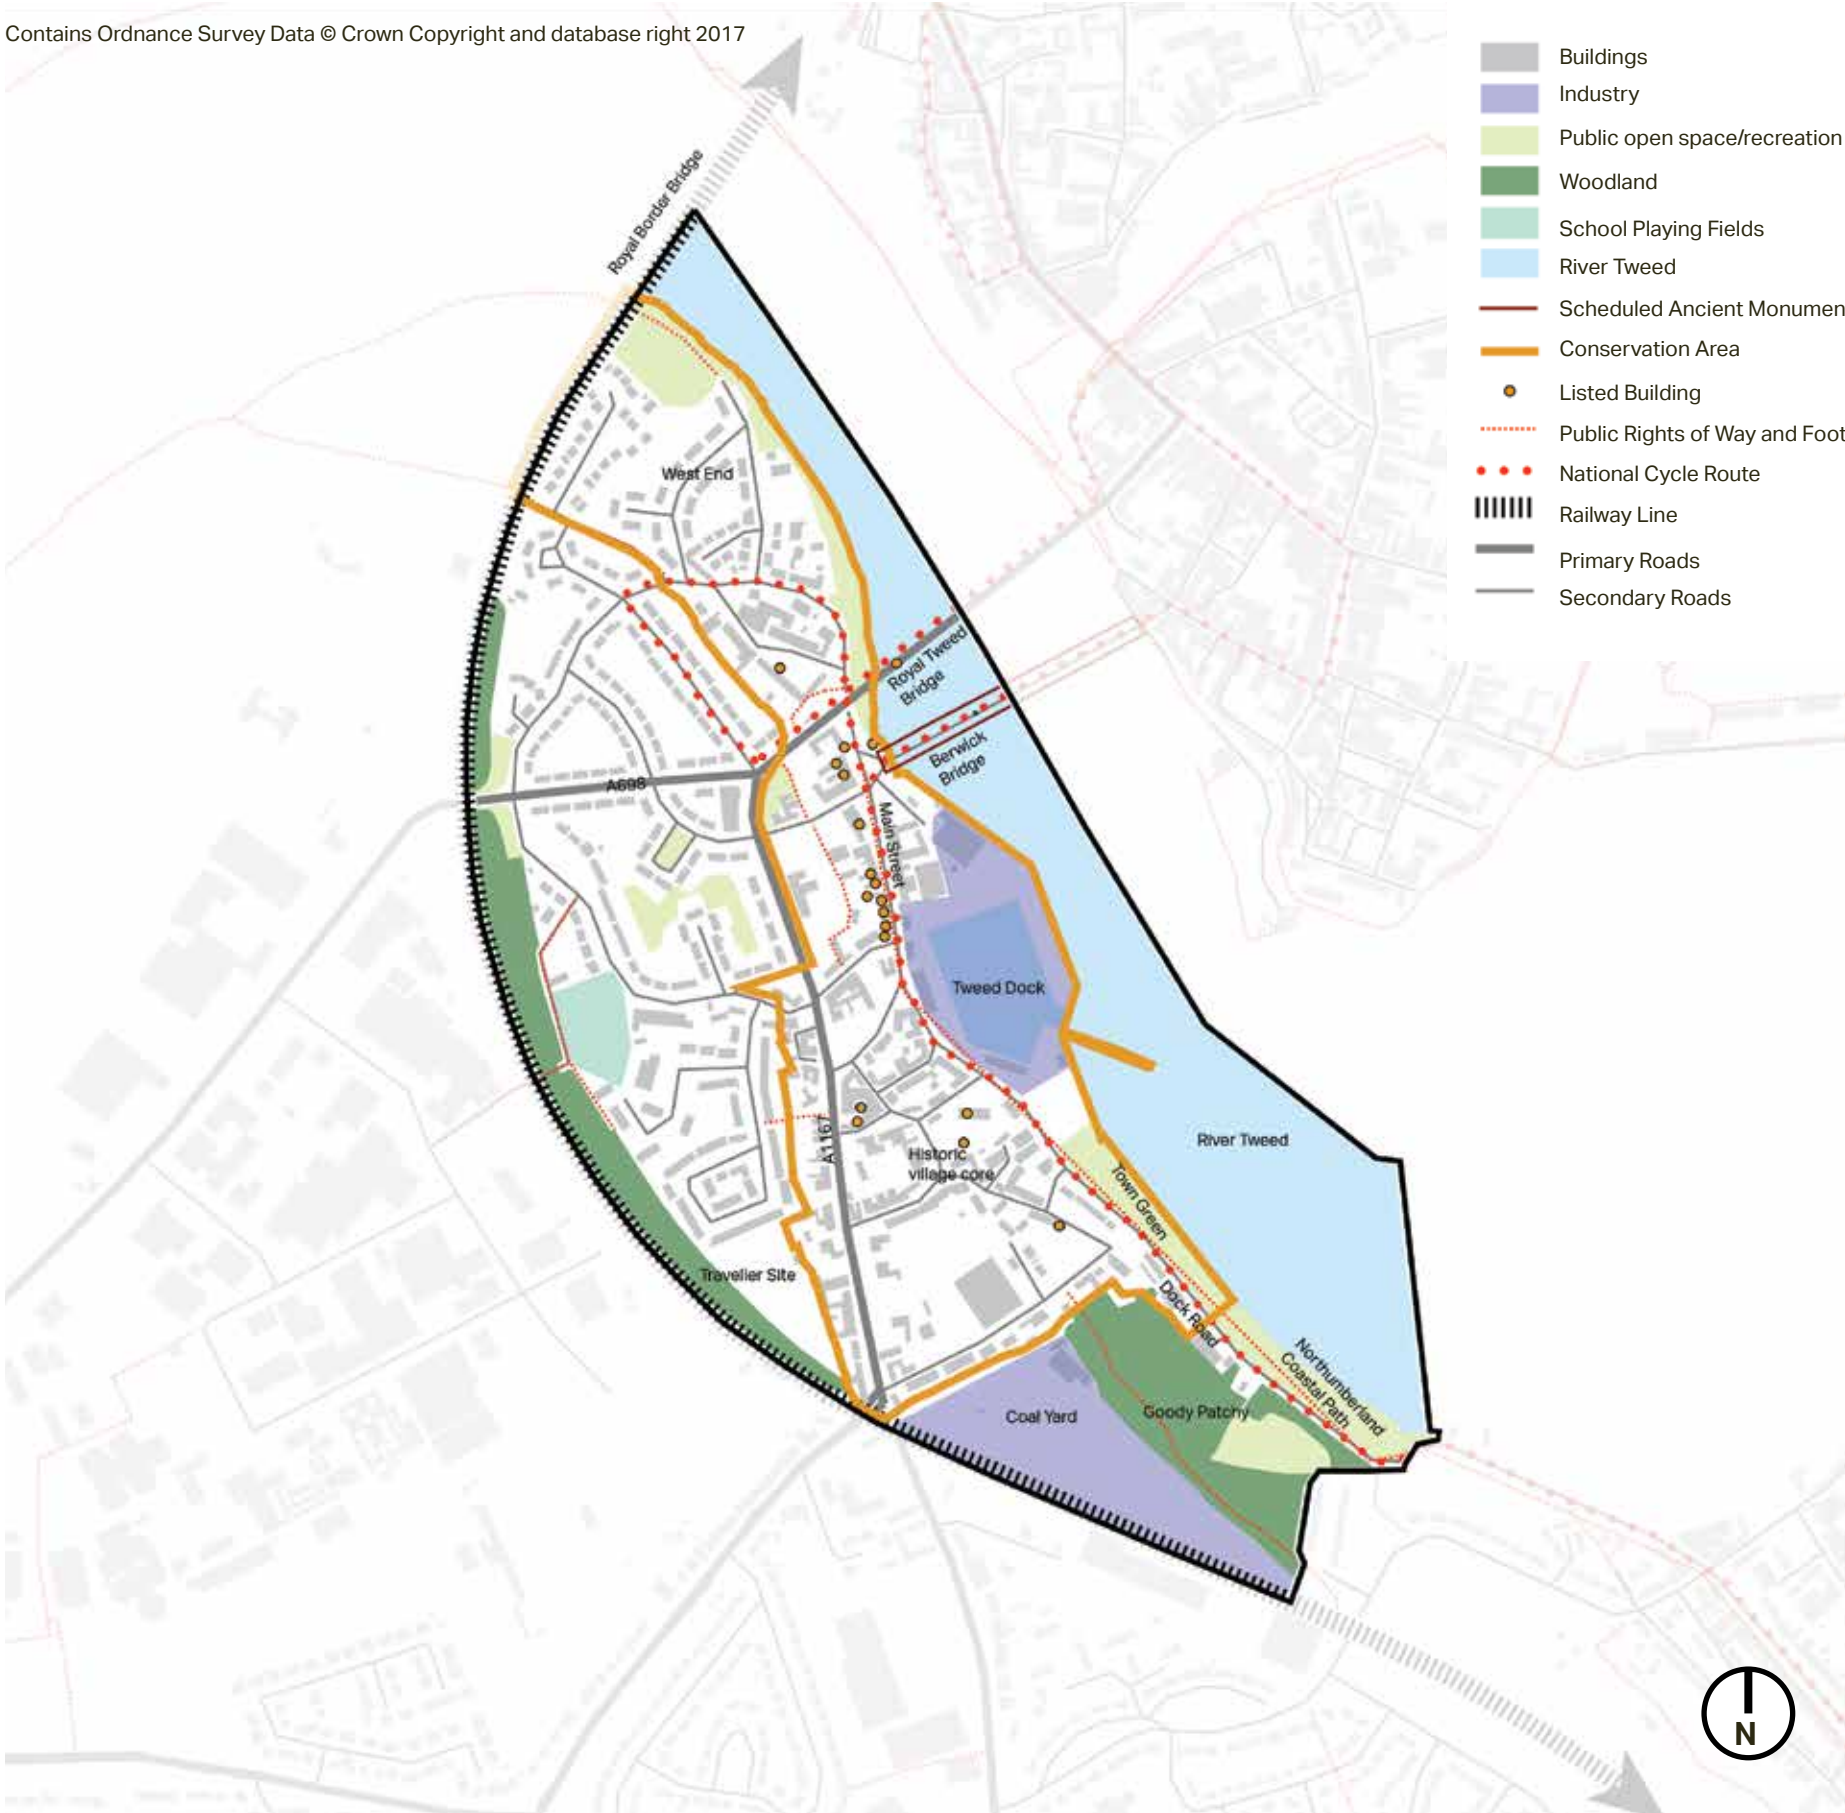 Contains Ordnance Survey Data © Crown Copyright and database right 2017
Buildings
Industry
Public open space/recreation
Woodland
School Playing Fields
River Tweed
Scheduled Ancient Monumen
Conservation Area
Listed Building
Public Rights of Way and Foot
National Cycle Route
Railway Line
Primary Roads
Secondary Roads
Royal Border Bridge
West End
Royal Tweed
Bridge
Berwick
Bridge
A698
Main Street
Tweed Dock
River Tweed
A1167
Historic
village core
Town Green
Traveller Site
Dock Road
Northumberland
Coastal Path
Coal Yard
Goody Patchy
N